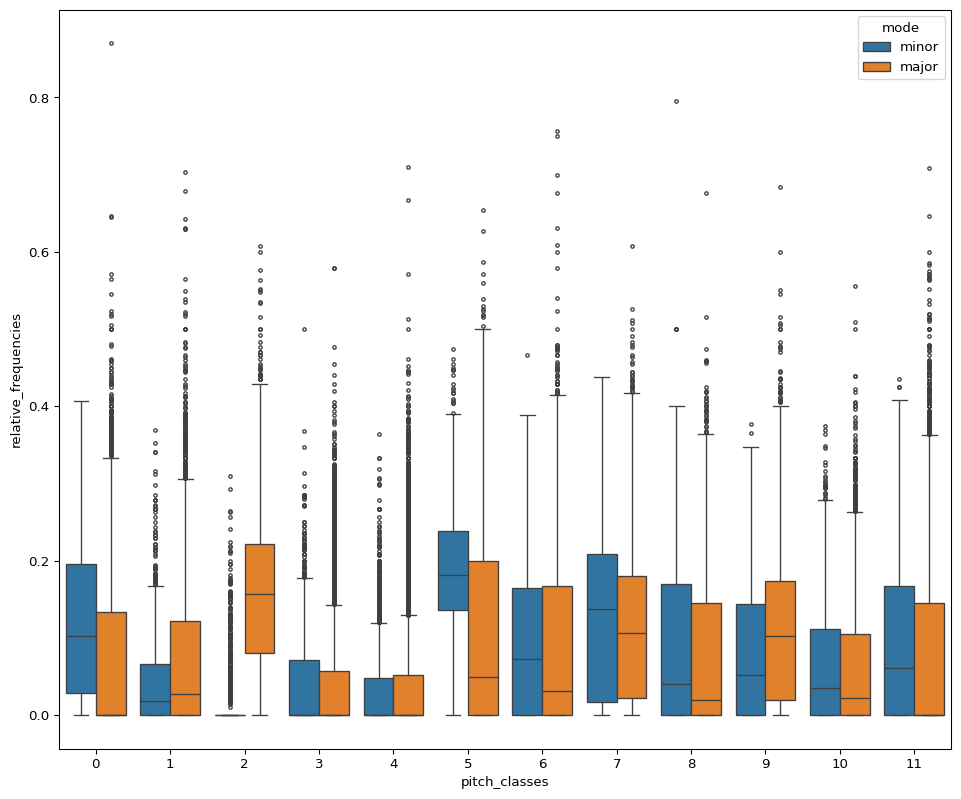 mode
minor
major
0.8
0.6
0.4
0.2
0.0
relative_frequencies
0 1 2 3 4 5 6 7 8 9 10 11
pitch_classes